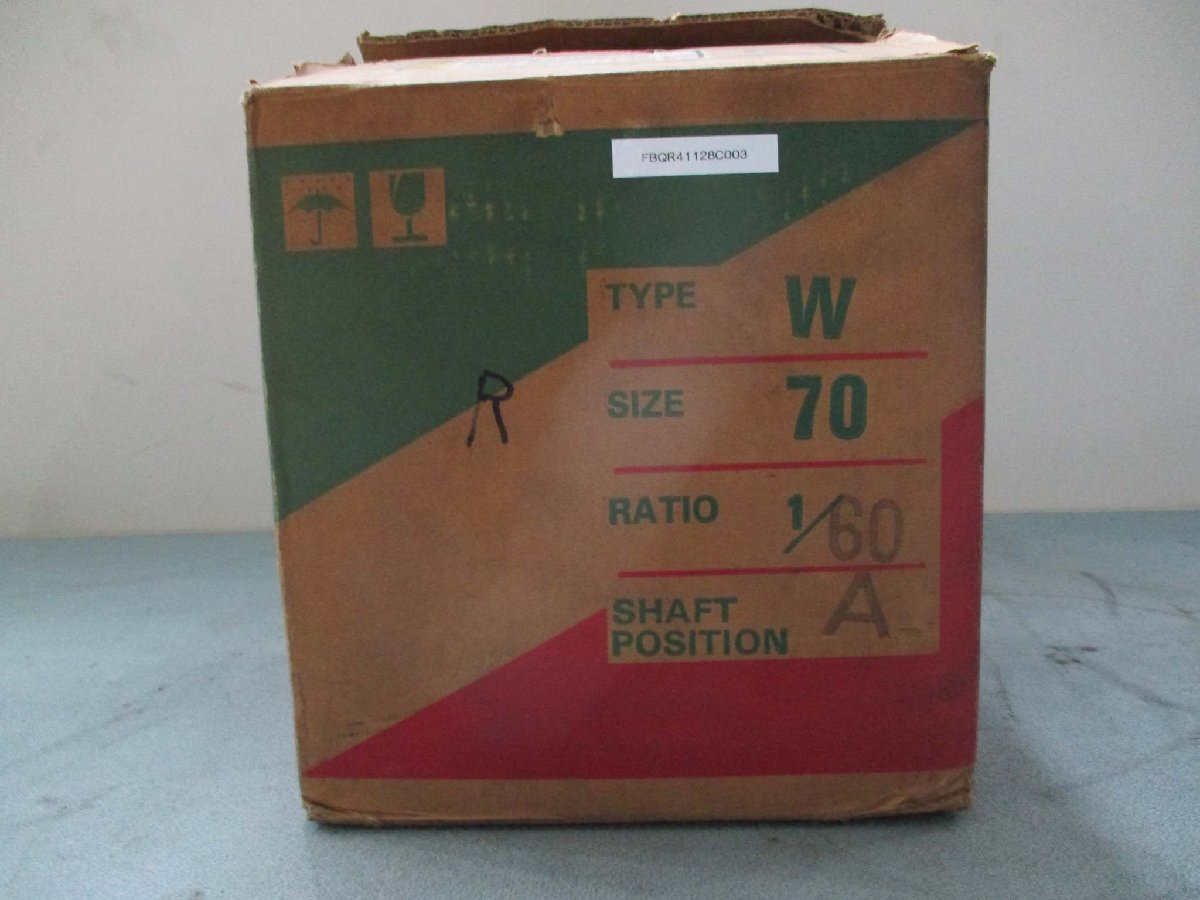 FBQR41128C003
TYPE W
SIZE 70
R
RATIO 1/60
SHAFT POSITION A